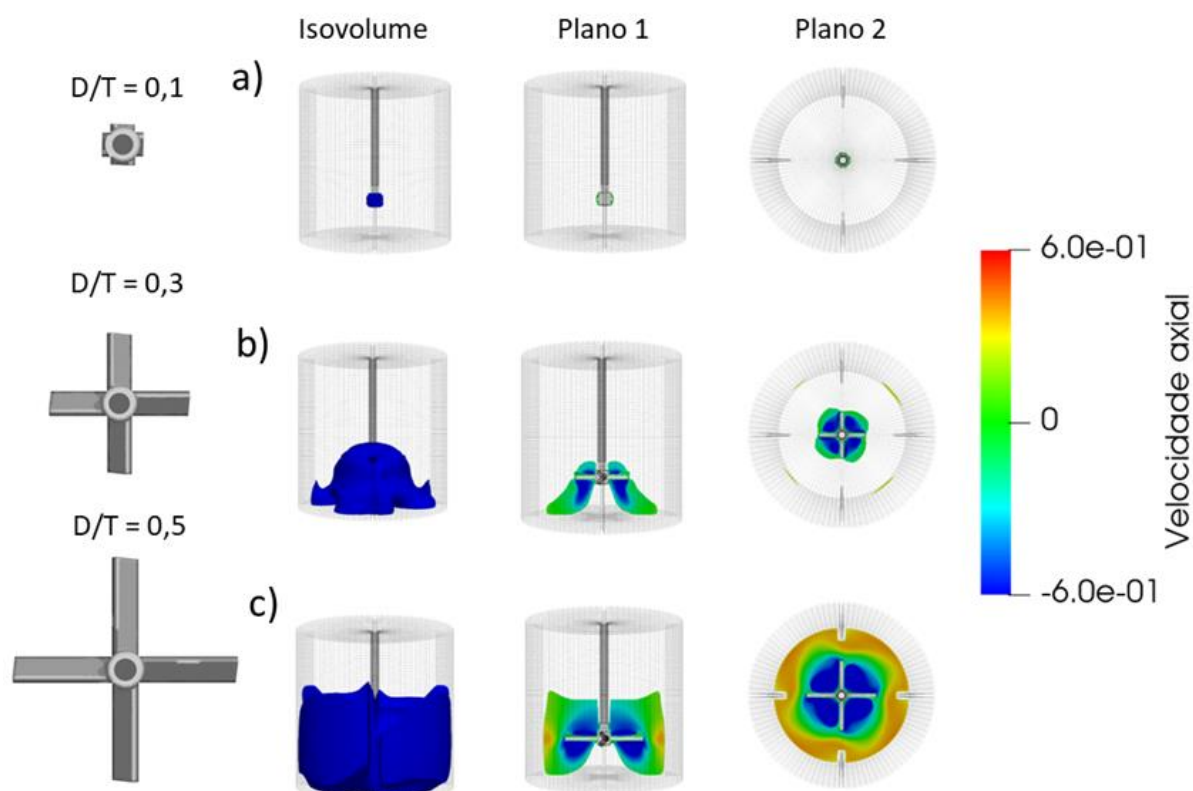 Isovolume
Plano 1
Plano 2
D/T = 0,1
a)
D/T = 0,3
b)
D/T = 0,5
c)
6.0e-01
0
-6.0e-01
Velocidade axial